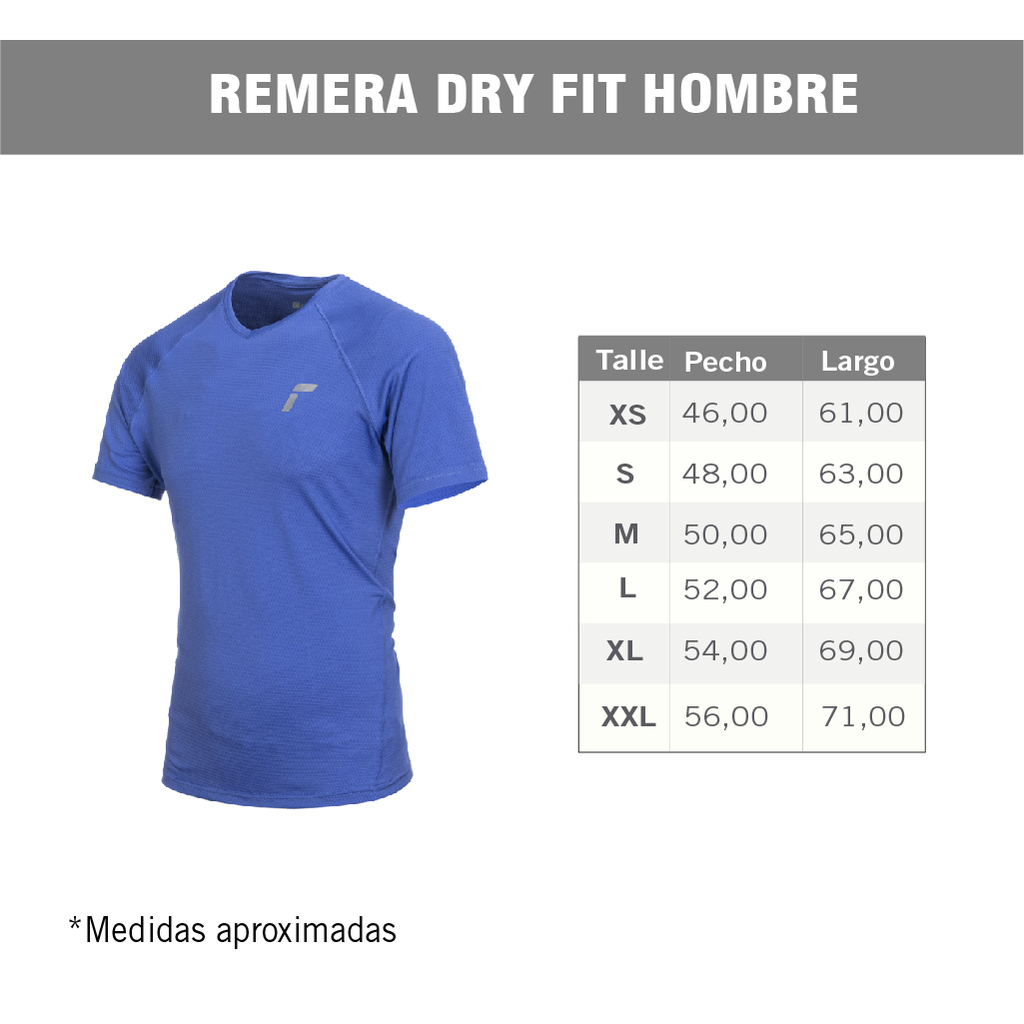 REMERA DRY FIT HOMBRE
Talle Pecho Largo
XS 46,00 61,00
S 48,00 63,00
M 50,00 65,00
L 52,00 67,00
XL 54,00 69,00
XXL 56,00 71,00
*Medidas aproximadas